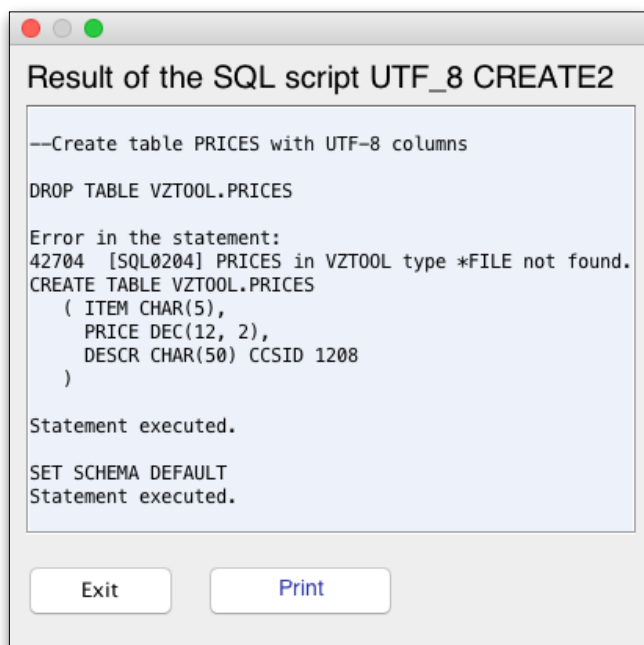 Result of the SQL script UTF_8 CREATE2
--Create table PRICES with UTF-8 columns
DROP TABLE VZTOOL.PRICES
Error in the statement:
42704  [SQL0204] PRICES in VZTOOL type *FILE not found.
CREATE TABLE VZTOOL.PRICES
( ITEM CHAR(5),
PRICE DEC(12, 2),
DESCR CHAR(50) CCSID 1208
)
Statement executed.
SET SCHEMA DEFAULT
Statement executed.
Exit
Print